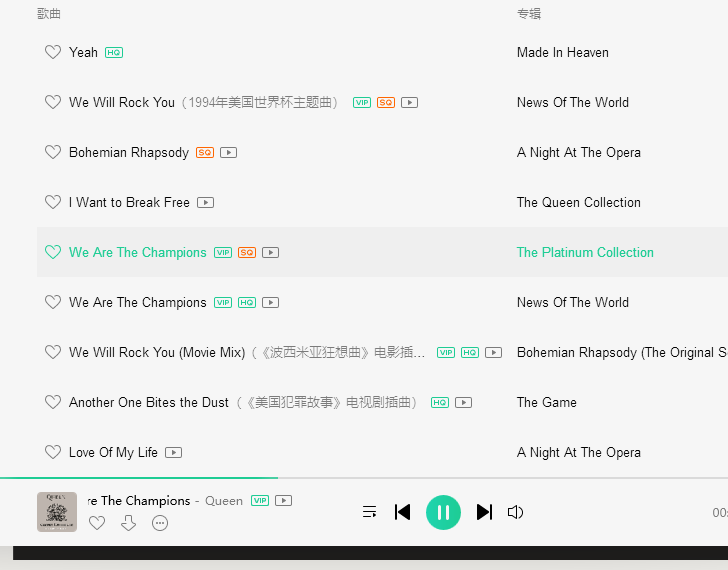 歌曲 专辑
Yeah HQ Made In Heaven
We Will Rock You（1994年美国世界杯主题曲） VIP SQ News Of The World
Bohemian Rhapsody SQ A Night At The Opera
I Want to Break Free The Queen Collection
We Are The Champions VIP SQ The Platinum Collection
We Are The Champions VIP HQ News Of The World
We Will Rock You (Movie Mix)（《波西米亚狂想曲》电影插... VIP HQ Bohemian Rhapsody (The Original S
Another One Bites the Dust（《美国犯罪故事》电视剧插曲） HQ The Game
Love Of My Life A Night At The Opera
QUEEN
re The Champions - Queen VIP
00: